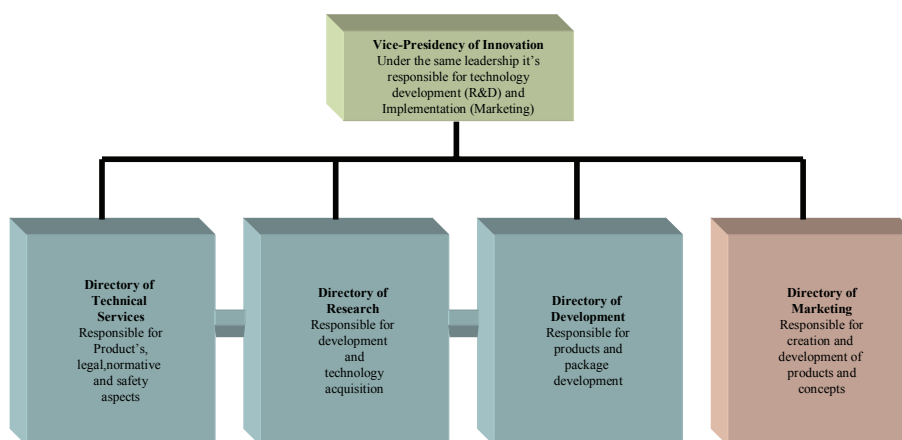 Vice-Presidency of Innovation
Under the same leadership it's
responsible for technology
development (R&D) and
Implementation (Marketing)
Directory of
Technical
Services
Responsible for
Product's,
legal,normative
and safety
aspects
Directory of
Research
Responsible for
development
and
technology
acquisition
Directory of
Development
Responsible for
products and
package
development
Directory of
Marketing
Responsible for
creation and
development of
products and
concepts